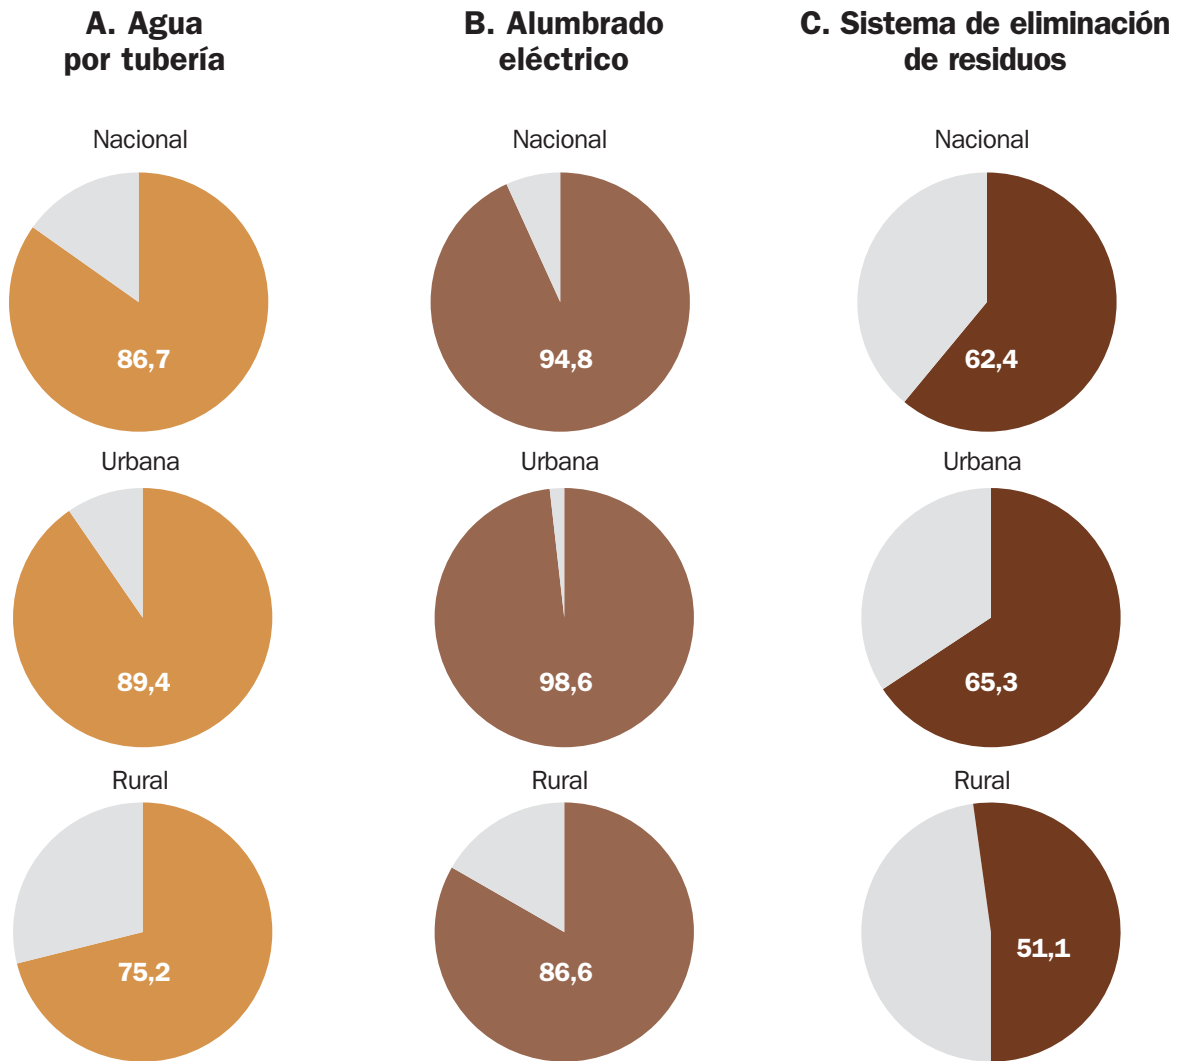 A. Agua
por tubería
Nacional
86,7
Urbana
89,4
Rural
75,2
B. Alumbrado
eléctrico
Nacional
94,8
Urbana
98,6
Rural
86,6
C. Sistema de eliminación
de residuos
Nacional
62,4
Urbana
65,3
Rural
51,1